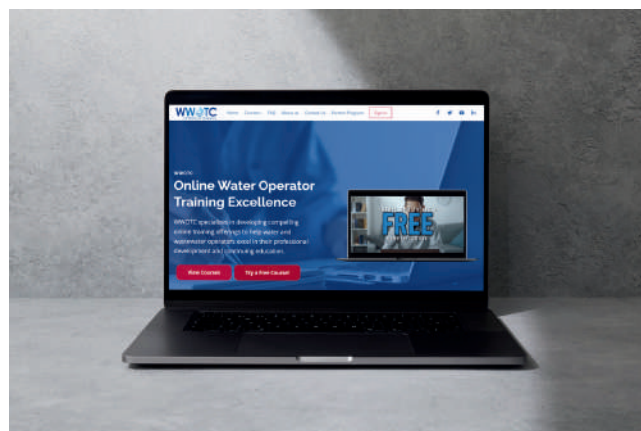 WWOTC
Home Courses FAQ About us Contact Us Sign In
WWOTC
Online Water Operator
Training Excellence
WWOTC specializes in developing compelling
online training offerings to help water and
wastewater operators excel in their professional
development and continuing education.
FREE
View Courses Try a Free Course!